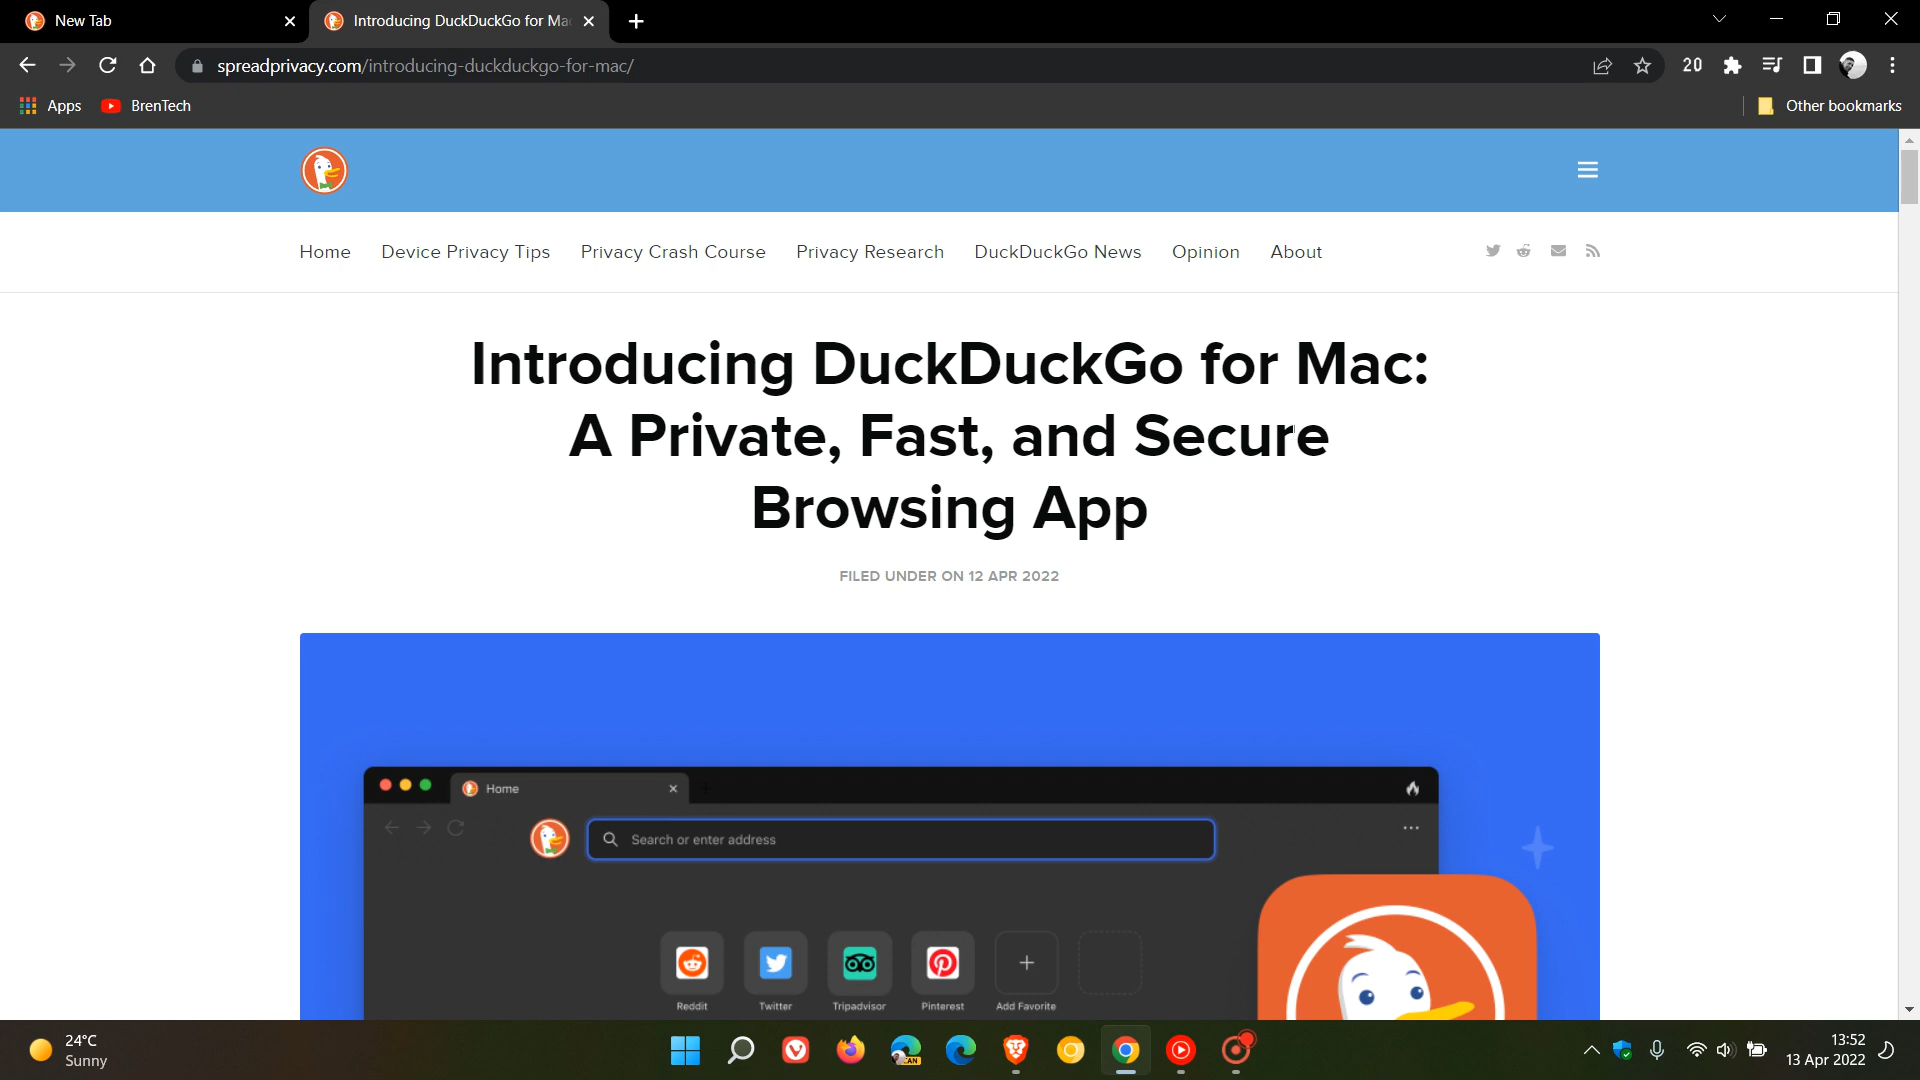 New Tab
Introducing DuckDuckGo for Mac
spreadprivacy.com/introducing-duckduckgo-for-mac/
20
Apps
BrenTech
Other bookmarks
Home
Device Privacy Tips
Privacy Crash Course
Privacy Research
DuckDuckGo News
Opinion
About
Introducing DuckDuckGo for Mac:
A Private, Fast, and Secure
Browsing App
FILED UNDER ON 12 APR 2022
Home
Search or enter address
Reddit
Twitter
Tripadvisor
Pinterest
Add Favorite
24°C
Sunny
CAN
13:52
13 Apr 2022